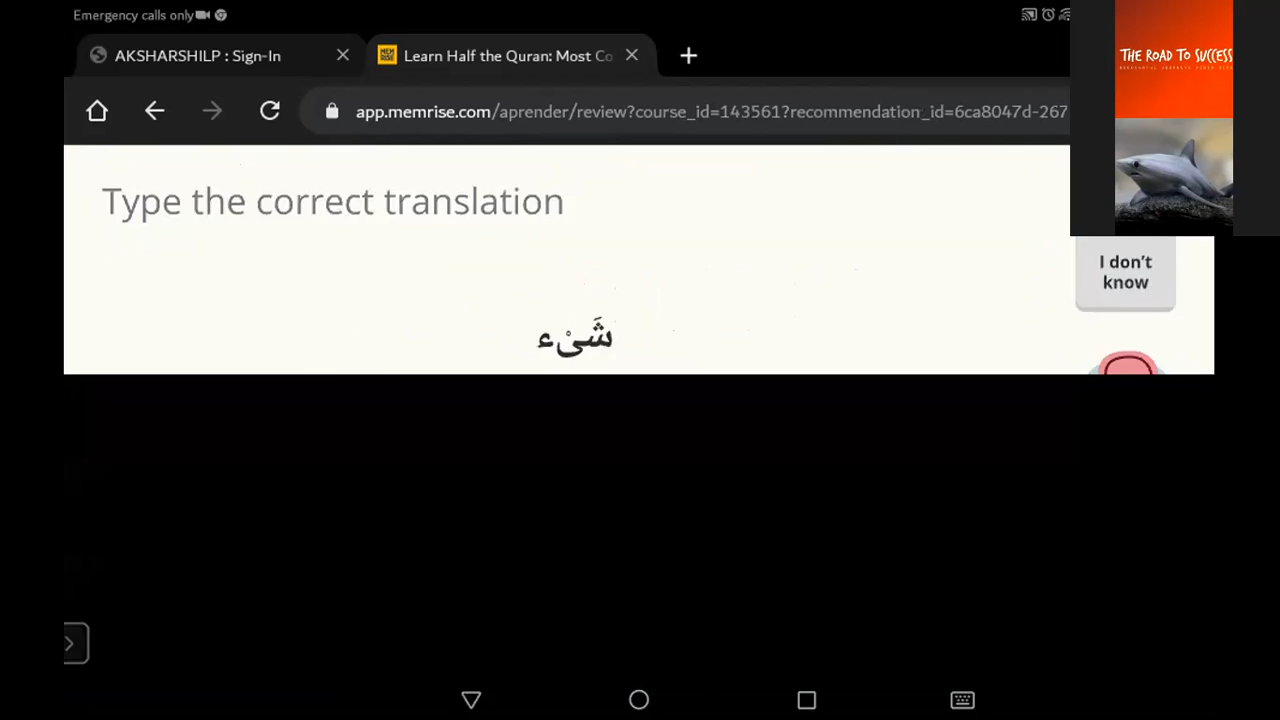 Emergency calls only
AKSHARSHILP : Sign-In
Learn Half the Quran: Most Co
THE ROAD TO SUCCESS
app.memrise.com/aprender/review?course_id=143561?recommendation_id=6ca8047d-267
Type the correct translation
I don't
know
شَىْء